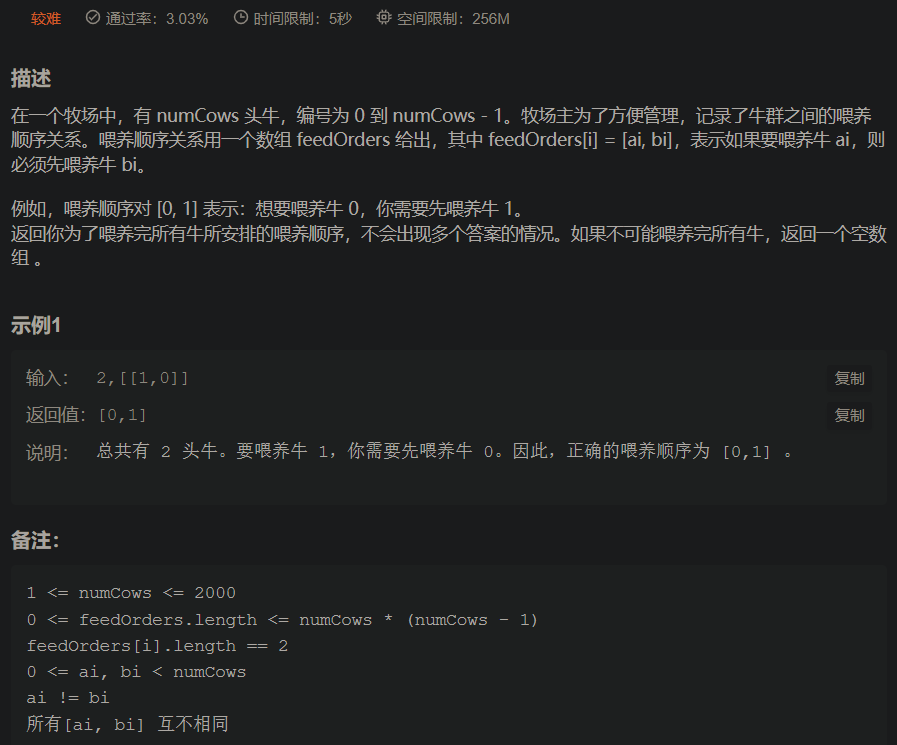 较难 通过率：3.03% 时间限制：5秒 空间限制：256M
描述
在一个牧场中，有 numCows 头牛，编号为 0 到 numCows - 1。牧场主为了方便管理，记录了牛群之间的喂养
顺序关系。喂养顺序关系用一个数组 feedOrders 给出，其中 feedOrders[i] = [ai, bi]，表示如果要喂养牛 ai，则
必须先喂养牛 bi。
例如，喂养顺序对 [0, 1] 表示：想要喂养牛 0，你需要先喂养牛 1。
返回你为了喂养完所有牛所安排的喂养顺序，不会出现多个答案的情况。如果不可能喂养完所有牛，返回一个空数
组 。
示例1
输入： 2,[[1,0]] 复制
返回值： [0,1] 复制
说明： 总共有 2 头牛。要喂养牛 1，你需要先喂养牛 0。因此，正确的喂养顺序为 [0,1] 。
备注：
1 <= numCows <= 2000
0 <= feedOrders.length <= numCows * (numCows - 1)
feedOrders[i].length == 2
0 <= ai, bi < numCows
ai != bi
所有[ai, bi] 互不相同